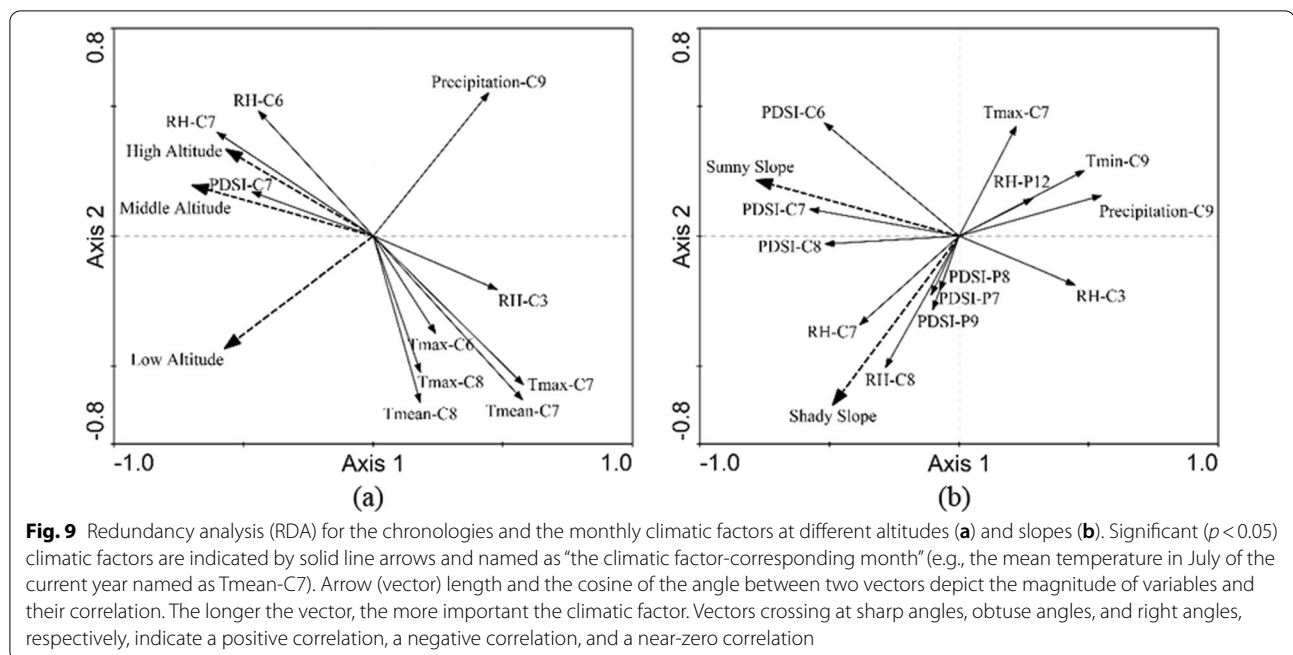 0.8
Axis 2
-0.8
Precipitation-C9
RH-C6
RH-C7
High Altitude
PDSI-C7
Middle Altitude
RH-C3
Tmax-C6
Low Altitude
Tmax-C8
Tmax-C7
Tmean-C8
Tmean-C7
-1.0
Axis 1
1.0
(a)
0.8
Axis 2
-0.8
PDSI-C6
Tmax-C7
Sunny Slope
Tmin-C9
RH-P12
PDSI-C7
Precipitation-C9
PDSI-C8
PDSI-P8
RH-C3
PDSI-P7
PDSI-P9
RH-C7
RH-C8
Shady Slope
-1.0
Axis 1
1.0
(b)
Fig. 9 Redundancy analysis (RDA) for the chronologies and the monthly climatic factors at different altitudes (a) and slopes (b). Significant (p < 0.05)
climatic factors are indicated by solid line arrows and named as “the climatic factor-corresponding month” (e.g., the mean temperature in July of the
current year named as Tmean-C7). Arrow (vector) length and the cosine of the angle between two vectors depict the magnitude of variables and
their correlation. The longer the vector, the more important the climatic factor. Vectors crossing at sharp angles, obtuse angles, and right angles,
respectively, indicate a positive correlation, a negative correlation, and a near-zero correlation